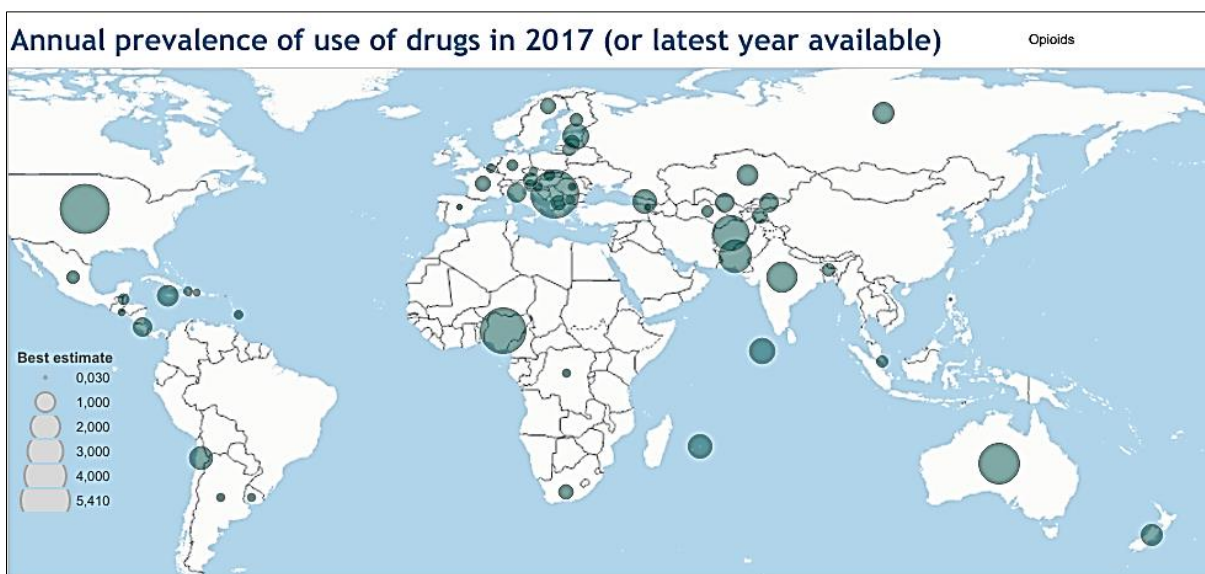 Annual prevalence of use of drugs in 2017 (or latest year available)
Opioids
Best estimate
0,030
1,000
2,000
3,000
4,000
5,410